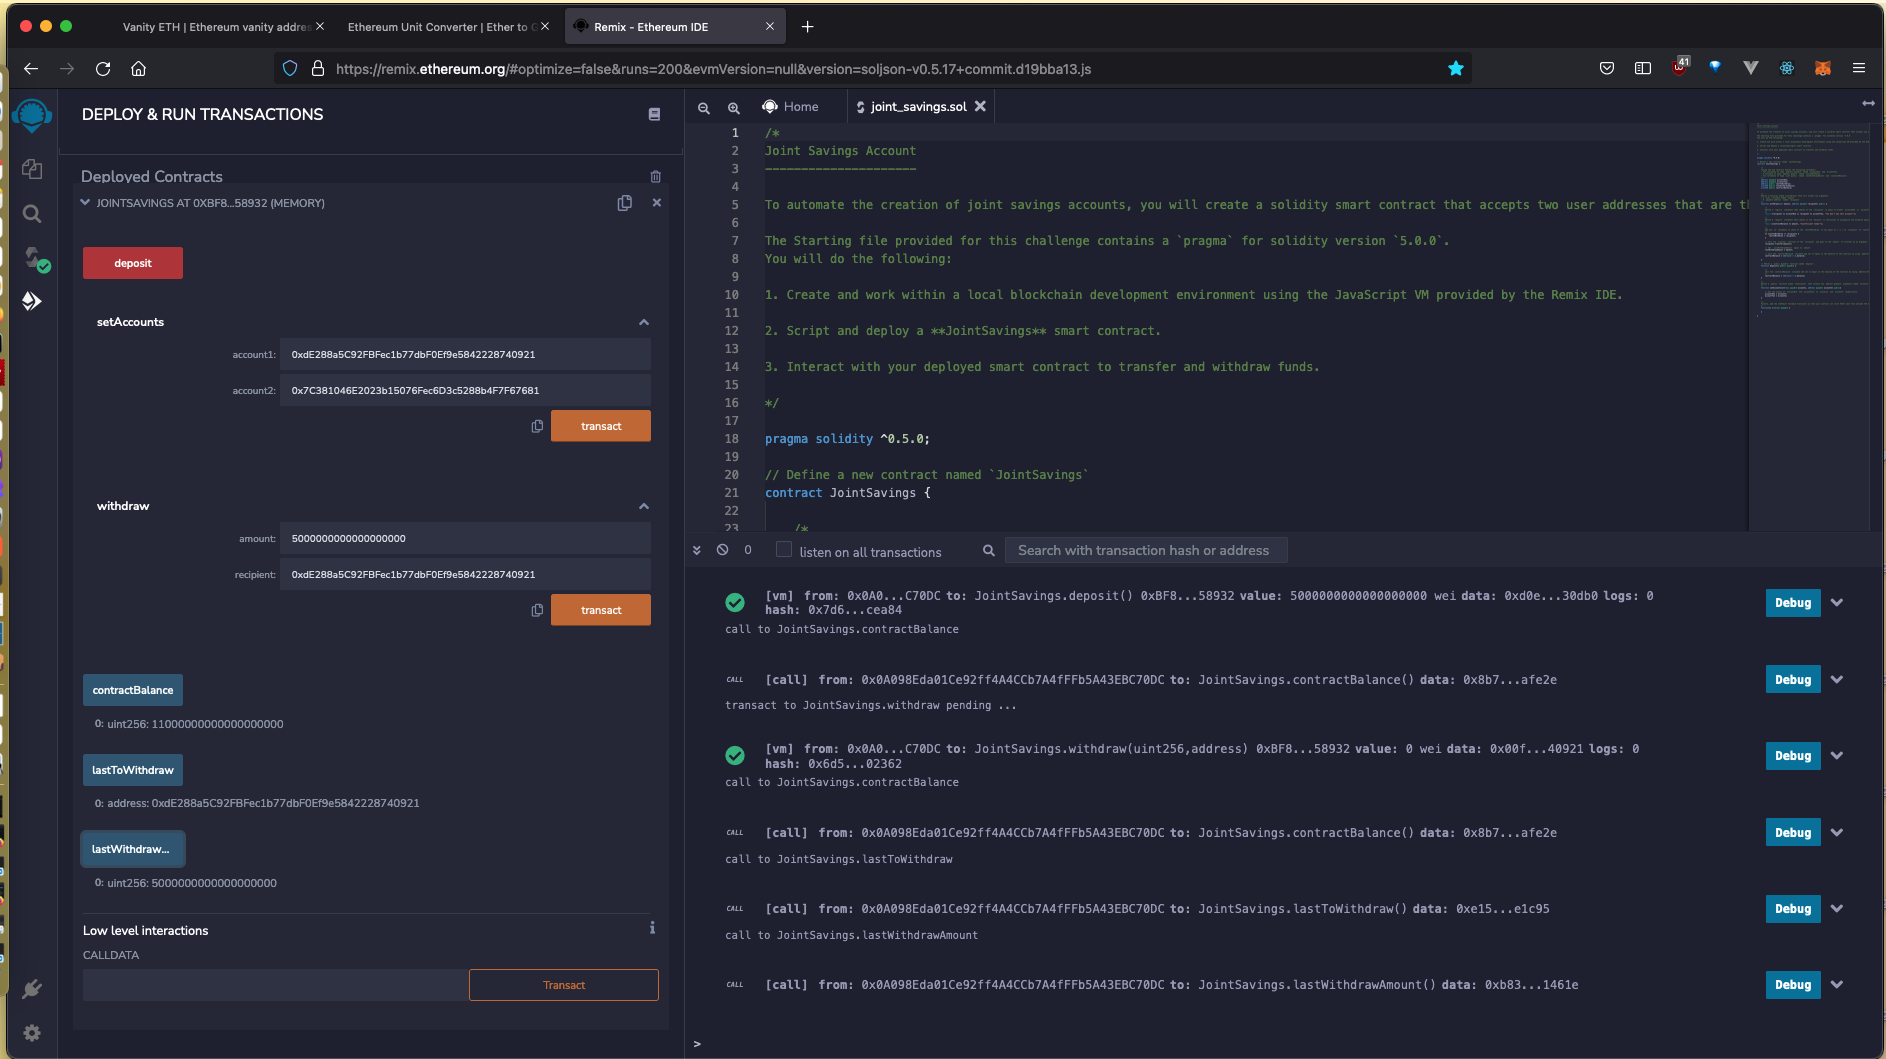 Vanity ETH | Ethereum vanity addres
Ethereum Unit Converter | Ether to G
Remix - Ethereum IDE
https://remix.ethereum.org/#optimize=false&runs=200&evmVersion=null&version=soljson-v0.5.17+commit.d19bba13.js
41
DEPLOY & RUN TRANSACTIONS
Deployed Contracts
JOINTSAVINGS AT 0XBF8...58932 (MEMORY)
deposit
setAccounts
account1: 0xdE288a5C92FBFec1b77dbF0Ef9e5842228740921
account2: 0x7C381046E2023b15076Fec6D3c5288b4F7F67681
transact
withdraw
amount: 5000000000000000000
recipient: 0xdE288a5C92FBFec1b77dbF0Ef9e5842228740921
transact
contractBalance
0: uint256: 11000000000000000000
lastToWithdraw
0: address: 0xdE288a5C92FBFec1b77dbF0Ef9e5842228740921
lastWithdraw...
0: uint256: 5000000000000000000
Low level interactions
i
CALLDATA
Transact
Home
joint_savings.sol
1 /*
2 Joint Savings Account
3 ---------------------
4
5 To automate the creation of joint savings accounts, you will create a solidity smart contract that accepts two user addresses that are t
6
7 The Starting file provided for this challenge contains a `pragma` for solidity version `5.0.0`.
8 You will do the following:
9
10 1. Create and work within a local blockchain development environment using the JavaScript VM provided by the Remix IDE.
11
12 2. Script and deploy a **JointSavings** smart contract.
13
14 3. Interact with your deployed smart contract to transfer and withdraw funds.
15
16 */
17
18 pragma solidity ^0.5.0;
19
20 // Define a new contract named `JointSavings`
21 contract JointSavings {
22
23 /*
0
listen on all transactions
Search with transaction hash or address
[vm] from: 0x0A0...C70DC to: JointSavings.deposit() 0xBF8...58932 value: 5000000000000000000 wei data: 0xd0e...30db0 logs: 0
hash: 0x7d6...cea84
Debug
call to JointSavings.contractBalance
CALL [call] from: 0x0A098Eda01Ce92ff4A4CCb7A4fFFb5A43EBC70DC to: JointSavings.contractBalance() data: 0x8b7...afe2e
Debug
transact to JointSavings.withdraw pending ...
[vm] from: 0x0A0...C70DC to: JointSavings.withdraw(uint256,address) 0xBF8...58932 value: 0 wei data: 0x00f...40921 logs: 0
hash: 0x6d5...02362
Debug
call to JointSavings.contractBalance
CALL [call] from: 0x0A098Eda01Ce92ff4A4CCb7A4fFFb5A43EBC70DC to: JointSavings.contractBalance() data: 0x8b7...afe2e
Debug
call to JointSavings.lastToWithdraw
CALL [call] from: 0x0A098Eda01Ce92ff4A4CCb7A4fFFb5A43EBC70DC to: JointSavings.lastToWithdraw() data: 0xe15...e1c95
Debug
call to JointSavings.lastWithdrawAmount
CALL [call] from: 0x0A098Eda01Ce92ff4A4CCb7A4fFFb5A43EBC70DC to: JointSavings.lastWithdrawAmount() data: 0xb83...1461e
Debug
>